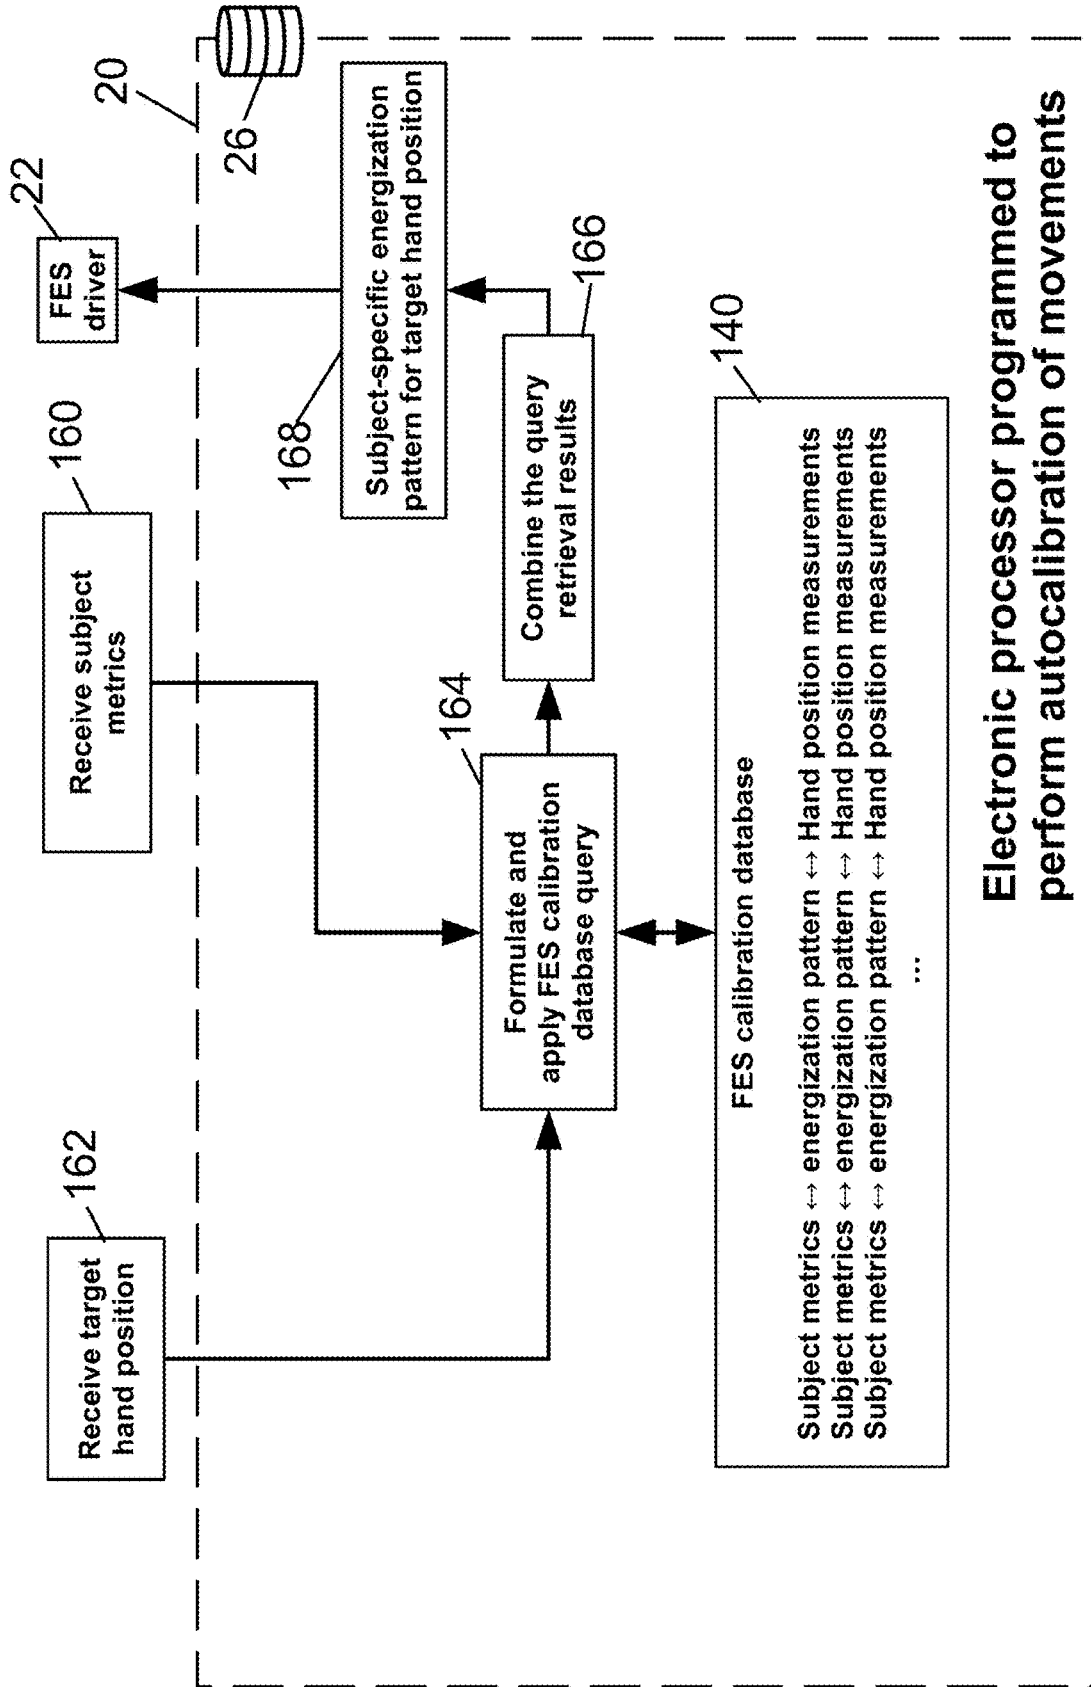 162
Receive target
hand position
160
Receive subject
metrics
22
FES
driver
20
26
168
Subject-specific energization
pattern for target hand position
164
Formulate and
apply FES calibration
database query
166
Combine the query
retrieval results
140
FES calibration database
Subject metrics ↔ energization pattern ↔ Hand position measurements
Subject metrics ↔ energization pattern ↔ Hand position measurements
Subject metrics ↔ energization pattern ↔ Hand position measurements
...
Electronic processor programmed to
perform autocalibration of movements